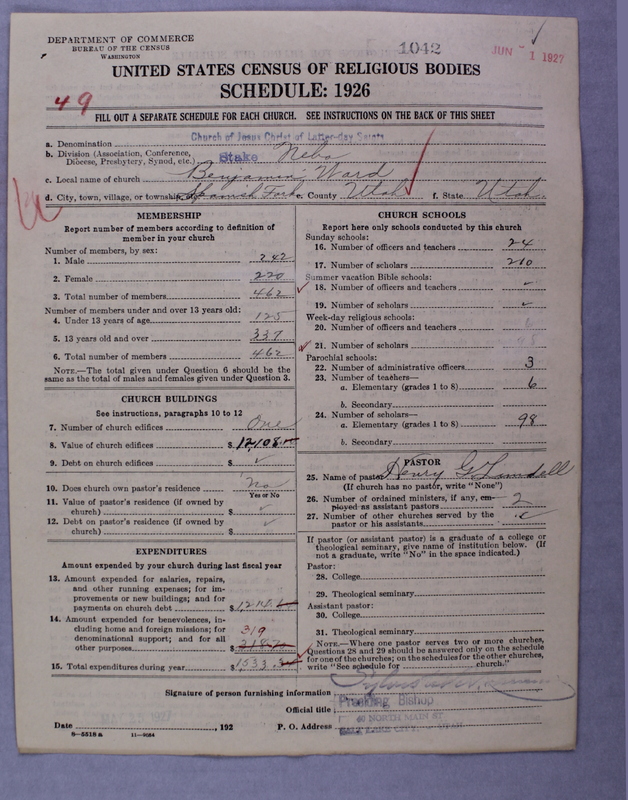 DEPARTMENT OF COMMERCE
BUREAU OF THE CENSUS
WASHINGTON
1042
JUN 1 1927
UNITED STATES CENSUS OF RELIGIOUS BODIES
SCHEDULE: 1926
49
FILL OUT A SEPARATE SCHEDULE FOR EACH CHURCH. SEE INSTRUCTIONS ON THE BACK OF THIS SHEET
a. Denomination Church of Jesus Christ of Latter-day Saints
b. Division (Association, Conference, Diocese, Presbytery, Synod, etc.) Stake Nebo
c. Local name of church Benjamin Ward
d. City, town, village, or township Spanish Fork e. County Utah f. State Utah
MEMBERSHIP
Report number of members according to definition of
member in your church
Number of members, by sex:
1. Male 242
2. Female 220
3. Total number of members 462
Number of members under and over 13 years old:
4. Under 13 years of age 125
5. 13 years old and over 337
6. Total number of members 462
NOTE.—The total given under Question 6 should be the
same as the total of males and females given under Question 3.
CHURCH BUILDINGS
See instructions, paragraphs 10 to 12
7. Number of church edifices One
8. Value of church edifices $
9. Debt on church edifices $ ✓
10. Does church own pastor's residence No
Yes or No
11. Value of pastor's residence (if owned by
church) $ ✓
12. Debt on pastor's residence (if owned by
church) $ ✓
EXPENDITURES
Amount expended by your church during last fiscal year
13. Amount expended for salaries, repairs,
and other running expenses; for im-
provements or new buildings; and for
payments on church debt $
14. Amount expended for benevolences, in-
cluding home and foreign missions; for
denominational support; and for all
other purposes $ 319
15. Total expenditures during year $ 1533
CHURCH SCHOOLS
Report here only schools conducted by this church
Sunday schools:
16. Number of officers and teachers 24
17. Number of scholars 210
Summer vacation Bible schools:
18. Number of officers and teachers ✓
19. Number of scholars ✓
Week-day religious schools:
20. Number of officers and teachers
21. Number of scholars
Parochial schools:
22. Number of administrative officers 3
23. Number of teachers—
a. Elementary (grades 1 to 8) 6
b. Secondary
24. Number of scholars—
a. Elementary (grades 1 to 8) 98
b. Secondary
PASTOR
25. Name of pastor Henry G
(If church has no pastor, write "None")
26. Number of ordained ministers, if any, em-
ployed as assistant pastors 2
27. Number of other churches served by the
pastor or his assistants
If pastor (or assistant pastor) is a graduate of a college or
theological seminary, give name of institution below. (If
not a graduate, write "No" in the space indicated.)
Pastor:
28. College
29. Theological seminary
Assistant pastor:
30. College
31. Theological seminary
NOTE.—Where one pastor serves two or more churches,
Questions 28 and 29 should be answered only on the schedule
for one of the churches; on the schedules for the other churches,
write "See schedule for church."
Signature of person furnishing information
Official title Presiding Bishop
Date , 192 P. O. Address 40 NORTH MAIN ST
SALT LAKE CITY, UTAH
8—5518 a 11—9054